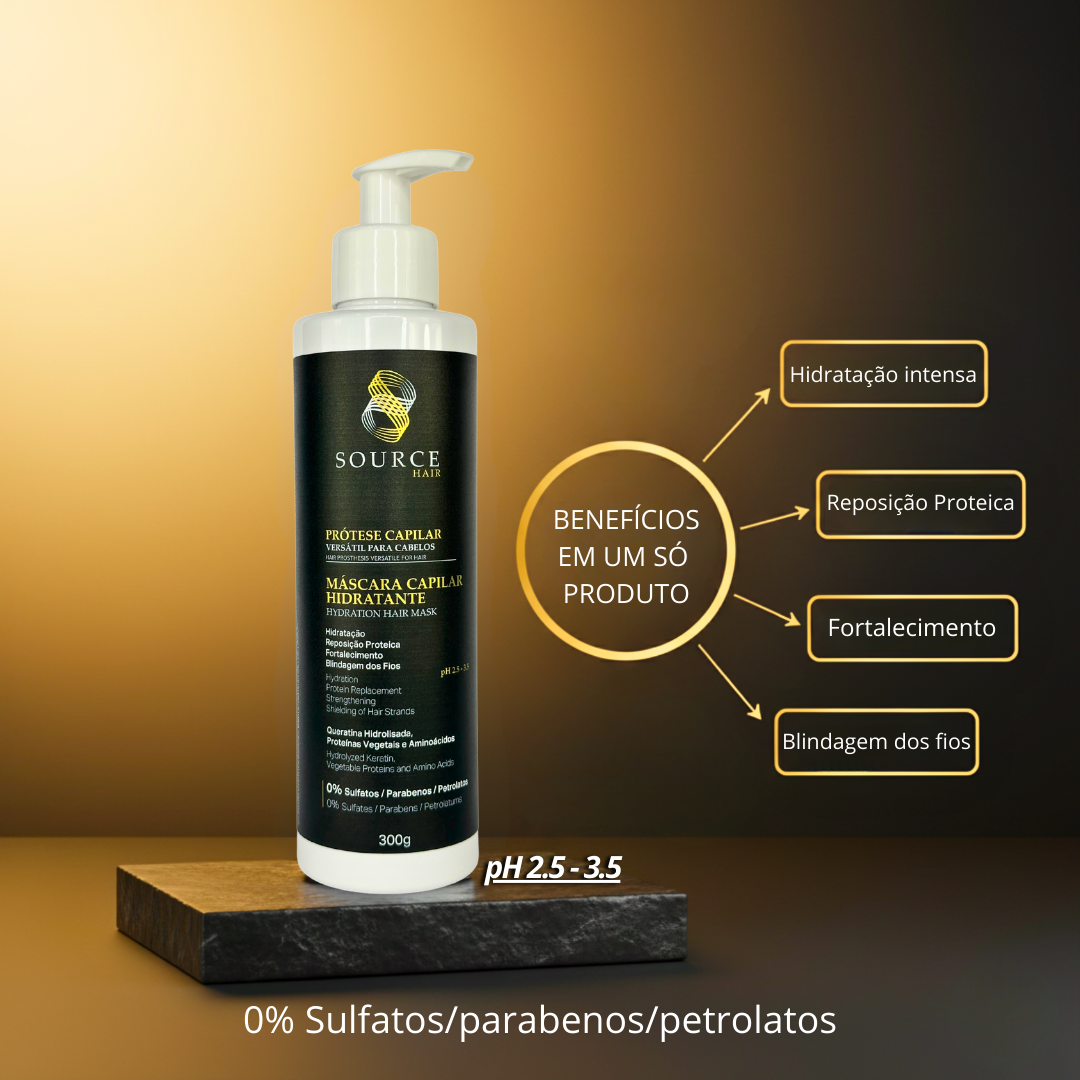 SOURCE
HAIR
PRÓTESE CAPILAR
VERSÁTIL PARA CABELOS
HAIR PROSTHESIS VERSATILE FOR HAIR
MÁSCARA CAPILAR
HIDRATANTE
HYDRATION HAIR MASK
Hidratação
Reposição Proteica
Fortalecimento
Blindagem dos Fios
pH 2.5 - 3.5
Hydration
Protein Replacement
Strengthening
Shielding of Hair Strands
Queratina Hidrolisada,
Proteínas Vegetais e Aminoácidos
Hydrolyzed Keratin,
Vegetable Proteins and Amino Acids
0% Sulfatos / Parabenos / Petrolatos
0% Sulfates / Parabens / Petrolatums
300g
BENEFÍCIOS
EM UM SÓ
PRODUTO
Hidratação intensa
Reposição Proteica
Fortalecimento
Blindagem dos fios
pH 2.5 - 3.5
0% Sulfatos/parabenos/petrolatos